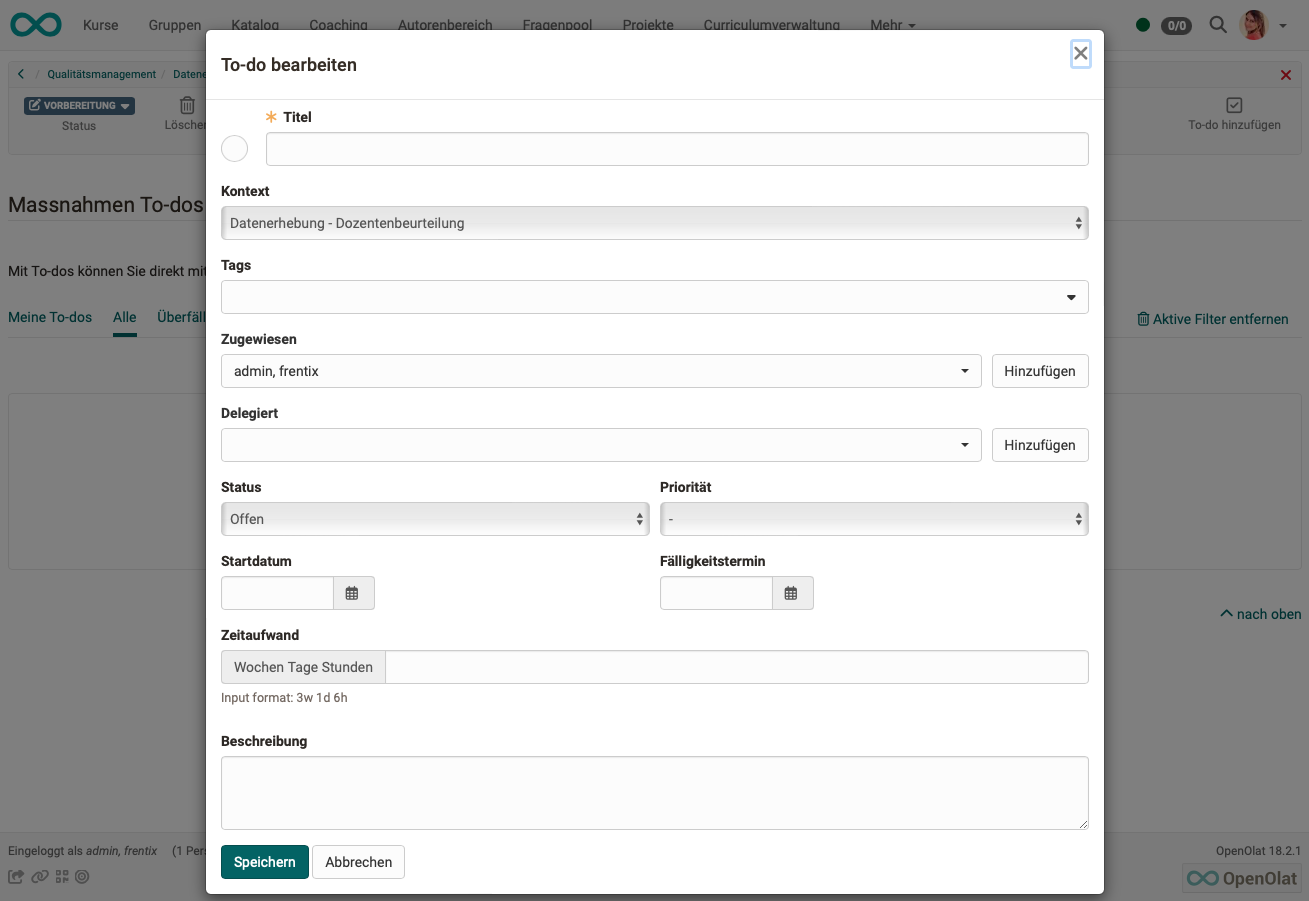 Kurse Gruppen Katalog Coaching Autorenbereich Fragenpool Projekte Curriculumverwaltung Mehr 0/0
To-do bearbeiten
Qualitätsmanagement / Datene
VORBEREITUNG
Status
Löschen
To-do hinzufügen
Massnahmen To-dos
Mit To-dos können Sie direkt mit
Meine To-dos Alle Überfäll
Aktive Filter entfernen
Titel
Kontext
Datenerhebung - Dozentenbeurteilung
Tags
Zugewiesen
admin, frentix
Hinzufügen
Delegiert
Hinzufügen
Status Priorität
Offen -
Startdatum Fälligkeitstermin
Zeitaufwand
Wochen Tage Stunden
Input format: 3w 1d 6h
Beschreibung
Speichern Abbrechen
nach oben
Eingeloggt als admin, frentix (1 Pers
OpenOlat 18.2.1
OpenOlat